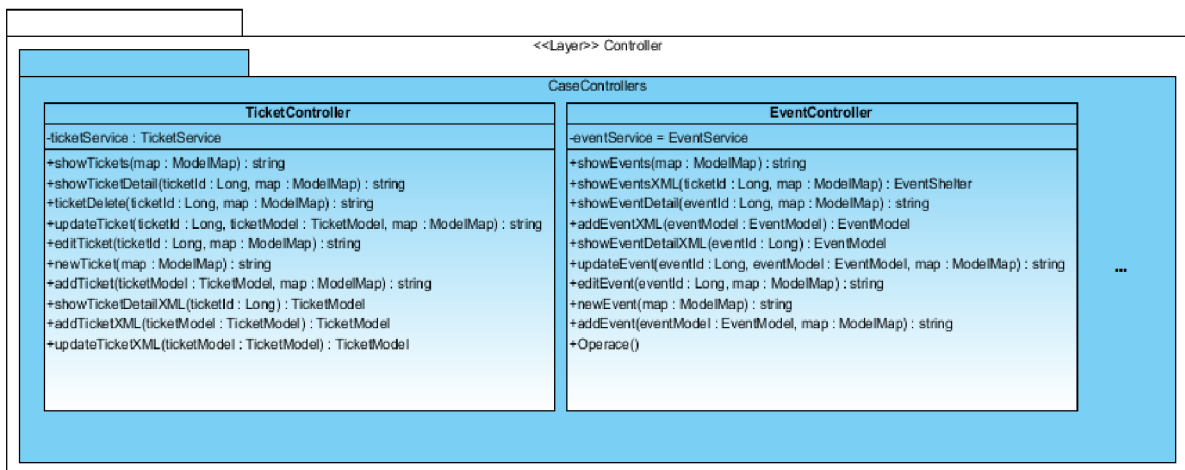 <<Layer>> Controller
CaseControllers
TicketController
-ticketService : TicketService
+showTickets(map : ModelMap) : string
+showTicketDetail(ticketId : Long, map : ModelMap) : string
+ticketDelete(ticketId : Long, map : ModelMap) : string
+updateTicket(ticketId : Long, ticketModel : TicketModel, map : ModelMap) : string
+editTicket(ticketId : Long, map : ModelMap) : string
+newTicket(map : ModelMap) : string
+addTicket(ticketModel : TicketModel, map : ModelMap) : string
+showTicketDetailXML(ticketId : Long) : TicketModel
+addTicketXML(ticketModel : TicketModel) : TicketModel
+updateTicketXML(ticketModel : TicketModel) : TicketModel
EventController
-eventService = EventService
+showEvents(map : ModelMap) : string
+showEventsXML(ticketId : Long, map : ModelMap) : EventShelter
+showEventDetail(eventId : Long, map : ModelMap) : string
+addEventXML(eventModel : EventModel) : EventModel
+showEventDetailXML(eventId : Long) : EventModel
+updateEvent(eventId : Long, eventModel : EventModel, map : ModelMap) : string
+editEvent(eventId : Long, map : ModelMap) : string
+newEvent(map : ModelMap) : string
+addEvent(eventModel : EventModel, map : ModelMap) : string
+Operace()
...